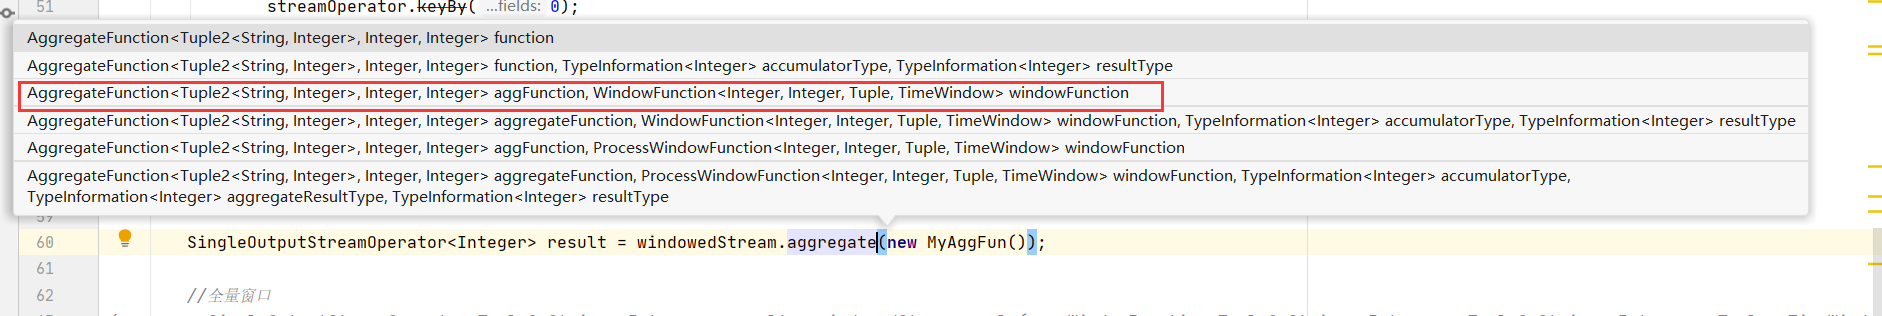 51 streamOperator.keyBy( ...fields: 0);
AggregateFunction<Tuple2<String, Integer>, Integer, Integer> function
AggregateFunction<Tuple2<String, Integer>, Integer, Integer> function, TypeInformation<Integer> accumulatorType, TypeInformation<Integer> resultType
AggregateFunction<Tuple2<String, Integer>, Integer, Integer> aggFunction, WindowFunction<Integer, Integer, Tuple, TimeWindow> windowFunction
AggregateFunction<Tuple2<String, Integer>, Integer, Integer> aggregateFunction, WindowFunction<Integer, Integer, Tuple, TimeWindow> windowFunction, TypeInformation<Integer> accumulatorType, TypeInformation<Integer> resultType
AggregateFunction<Tuple2<String, Integer>, Integer, Integer> aggFunction, ProcessWindowFunction<Integer, Integer, Tuple, TimeWindow> windowFunction
AggregateFunction<Tuple2<String, Integer>, Integer, Integer> aggregateFunction, ProcessWindowFunction<Integer, Integer, Tuple, TimeWindow> windowFunction, TypeInformation<Integer> accumulatorType,
TypeInformation<Integer> aggregateResultType, TypeInformation<Integer> resultType
59
60 SingleOutputStreamOperator<Integer> result = windowedStream.aggregate(new MyAggFun());
61
62 //全量窗口